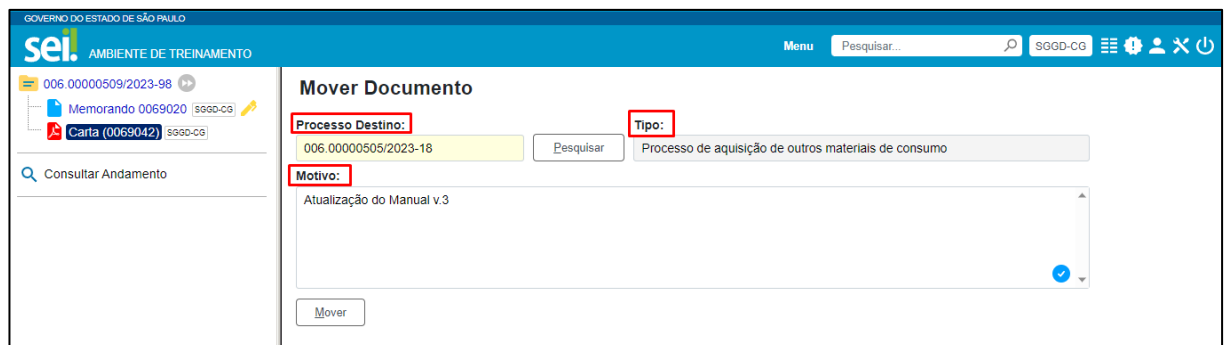 GOVERNO DO ESTADO DE SÃO PAULO
sei! AMBIENTE DE TREINAMENTO
Menu Pesquisar... SGGD-CG
006.00000509/2023-98
Memorando 0069020 SGGD-CG
Carta (0069042) SGGD-CG
Consultar Andamento
Mover Documento
Processo Destino: Tipo:
006.00000505/2023-18 Pesquisar Processo de aquisição de outros materiais de consumo
Motivo:
Atualização do Manual v.3
Mover